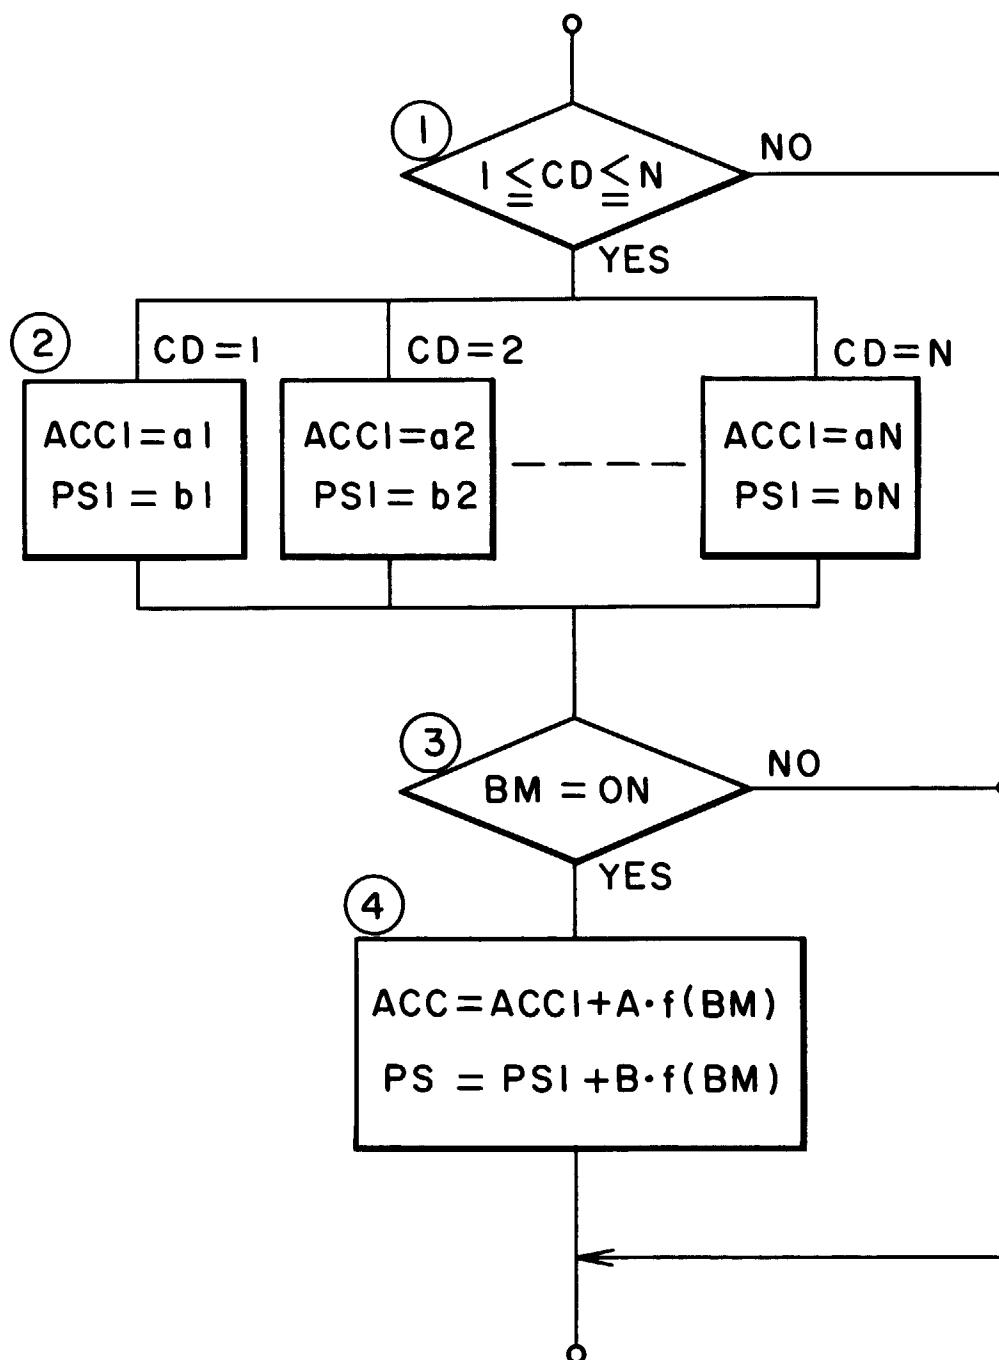 1
NO
1≦CD≦N
YES
2
CD=1
CD=2
CD=N
ACC1=a1
PS1=b1
ACC1=a2
PS1=b2
ACC1=aN
PS1=bN
3
NO
BM=ON
YES
4
ACC=ACC1+A·f(BM)
PS=PS1+B·f(BM)